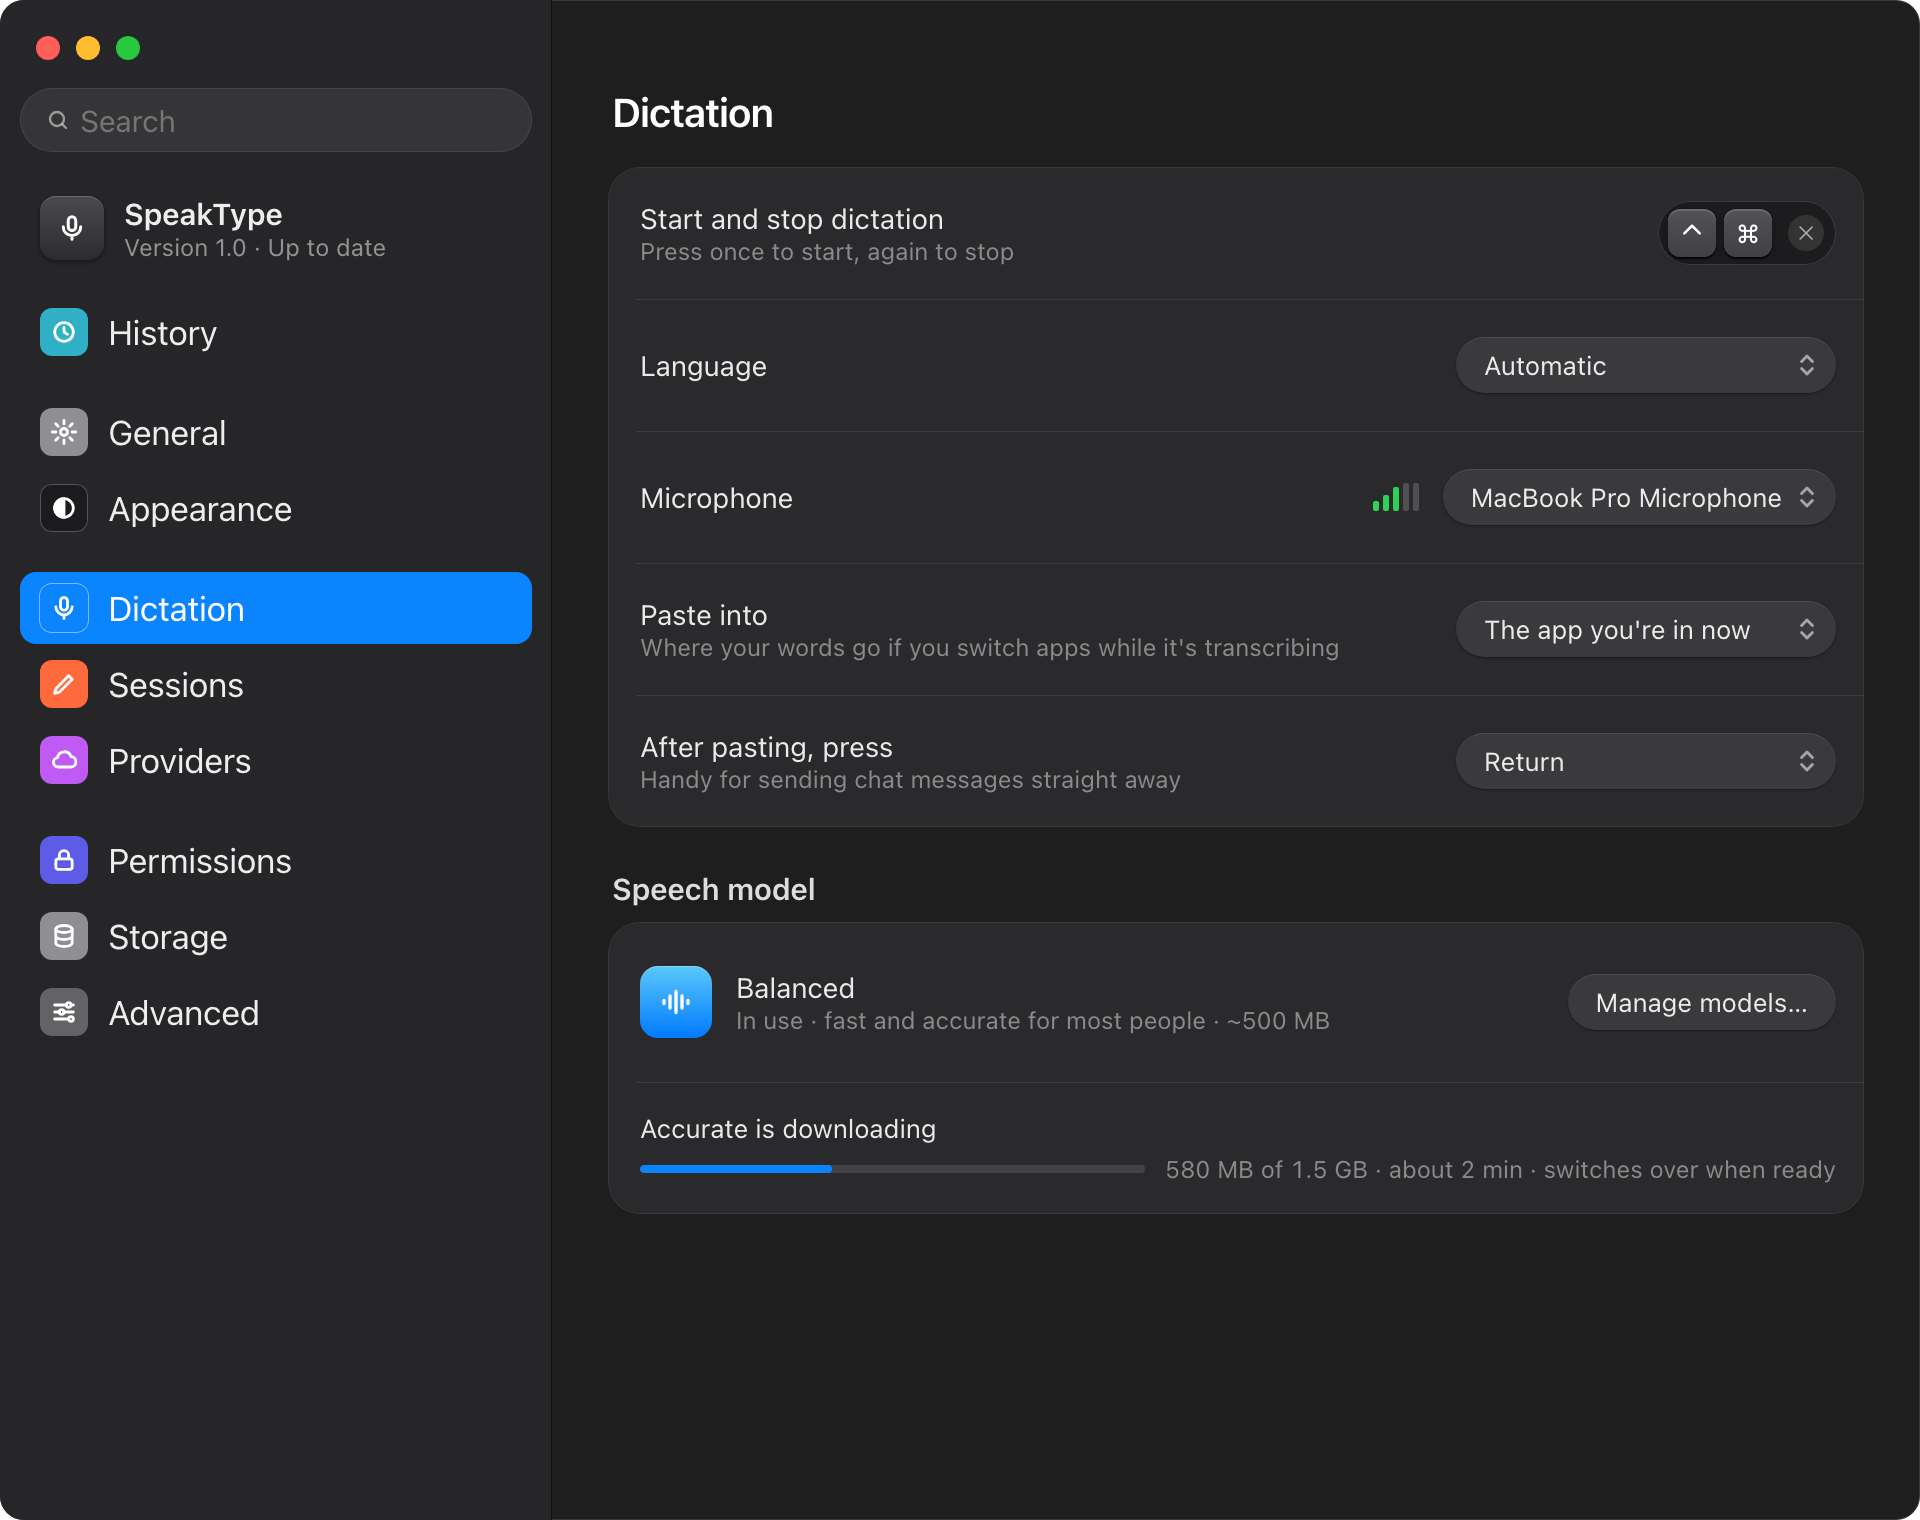 Search
SpeakType
Version 1.0 · Up to date
History
General
Appearance
Dictation
Sessions
Providers
Permissions
Storage
Advanced
Dictation
Start and stop dictation
Press once to start, again to stop
⌃ ⌘
Language
Automatic
Microphone
MacBook Pro Microphone
Paste into
Where your words go if you switch apps while it's transcribing
The app you're in now
After pasting, press
Handy for sending chat messages straight away
Return
Speech model
Balanced
In use · fast and accurate for most people · ~500 MB
Manage models...
Accurate is downloading
580 MB of 1.5 GB · about 2 min · switches over when ready